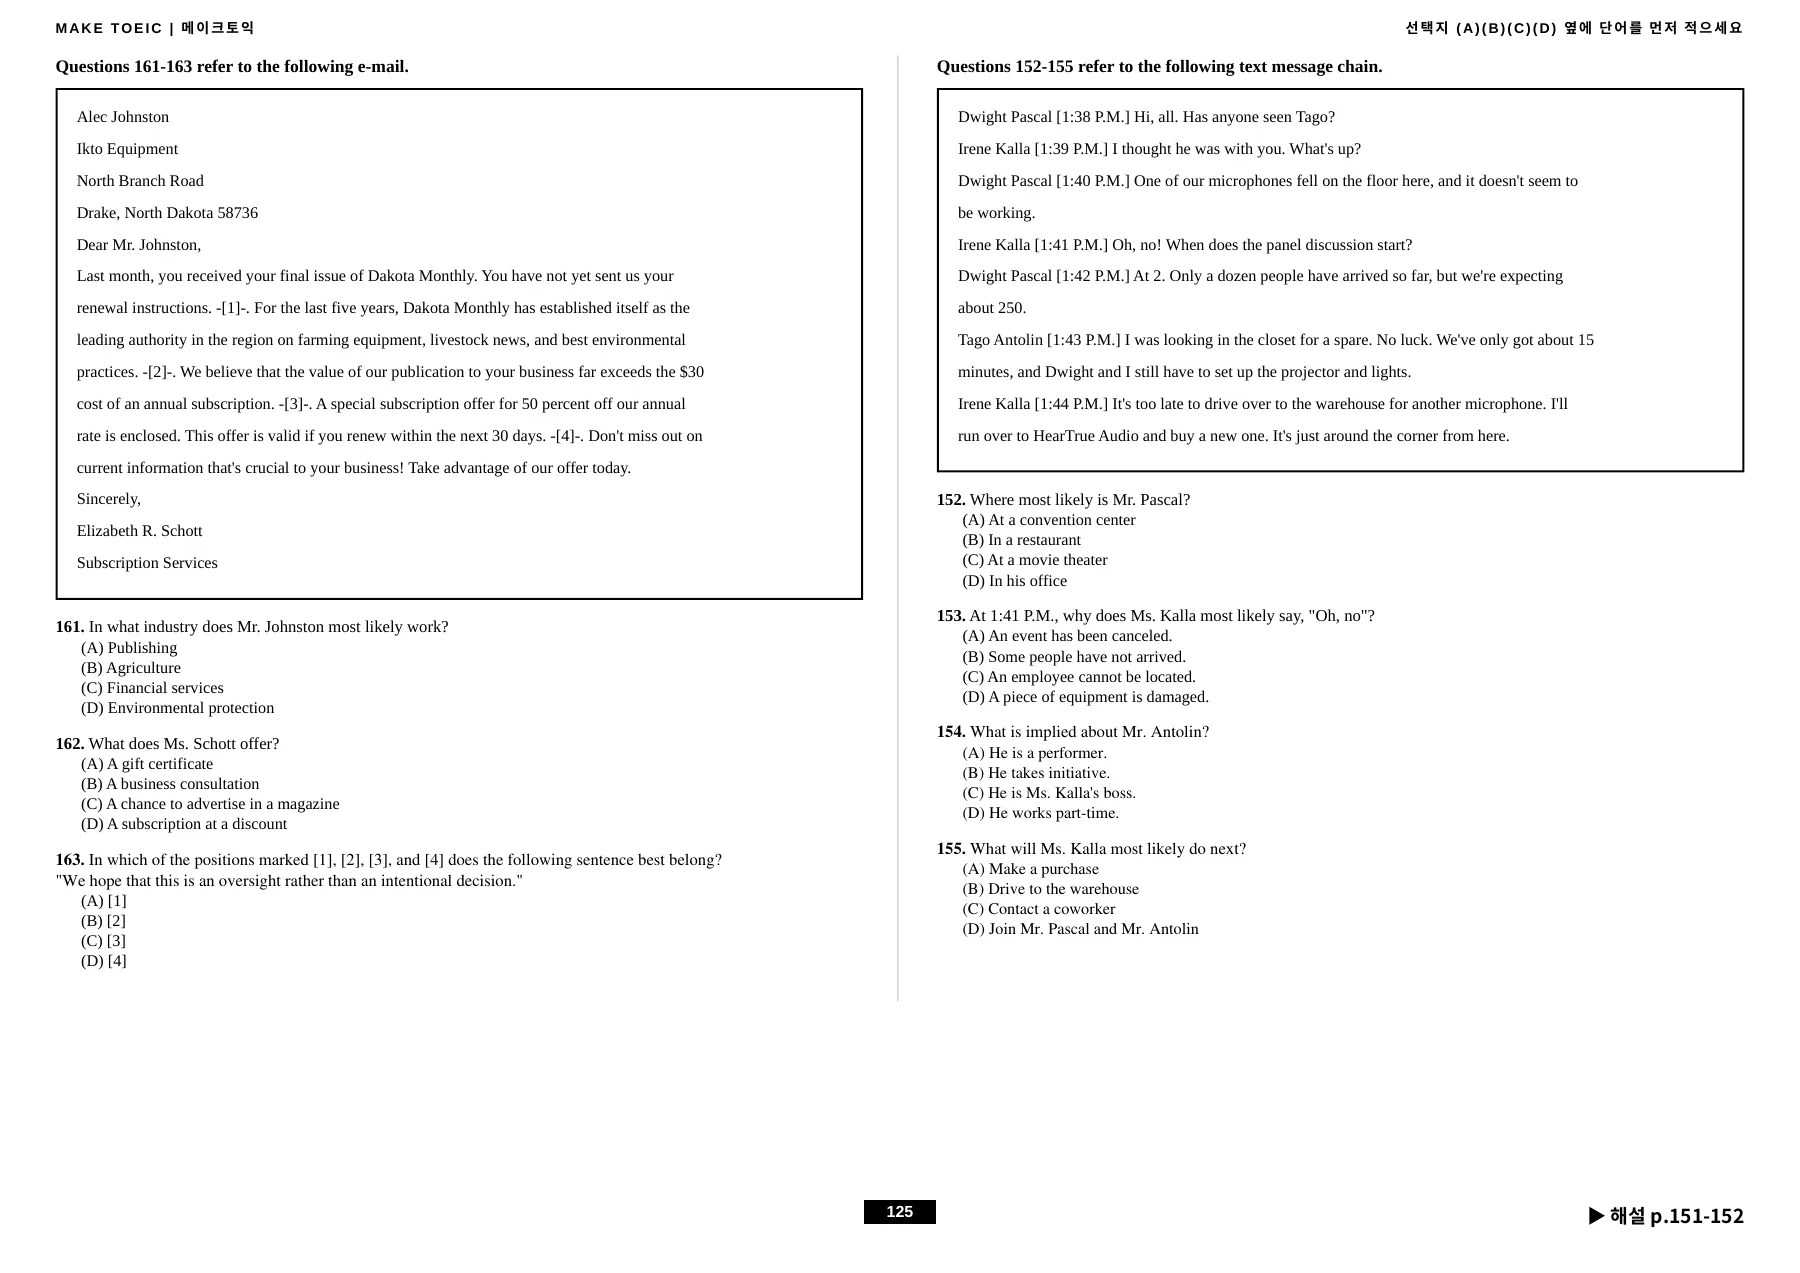 MAKE TOEIC | 메이크토익
선택지 (A)(B)(C)(D) 옆에 단어를 먼저 적으세요
Questions 161-163 refer to the following e-mail.
Alec Johnston
Ikto Equipment
North Branch Road
Drake, North Dakota 58736
Dear Mr. Johnston,
Last month, you received your final issue of Dakota Monthly. You have not yet sent us your
renewal instructions. -[1]-. For the last five years, Dakota Monthly has established itself as the
leading authority in the region on farming equipment, livestock news, and best environmental
practices. -[2]-. We believe that the value of our publication to your business far exceeds the $30
cost of an annual subscription. -[3]-. A special subscription offer for 50 percent off our annual
rate is enclosed. This offer is valid if you renew within the next 30 days. -[4]-. Don't miss out on
current information that's crucial to your business! Take advantage of our offer today.
Sincerely,
Elizabeth R. Schott
Subscription Services
161. In what industry does Mr. Johnston most likely work?
(A) Publishing
(B) Agriculture
(C) Financial services
(D) Environmental protection
162. What does Ms. Schott offer?
(A) A gift certificate
(B) A business consultation
(C) A chance to advertise in a magazine
(D) A subscription at a discount
163. In which of the positions marked [1], [2], [3], and [4] does the following sentence best belong?
"We hope that this is an oversight rather than an intentional decision."
(A) [1]
(B) [2]
(C) [3]
(D) [4]
Questions 152-155 refer to the following text message chain.
Dwight Pascal [1:38 P.M.] Hi, all. Has anyone seen Tago?
Irene Kalla [1:39 P.M.] I thought he was with you. What's up?
Dwight Pascal [1:40 P.M.] One of our microphones fell on the floor here, and it doesn't seem to
be working.
Irene Kalla [1:41 P.M.] Oh, no! When does the panel discussion start?
Dwight Pascal [1:42 P.M.] At 2. Only a dozen people have arrived so far, but we're expecting
about 250.
Tago Antolin [1:43 P.M.] I was looking in the closet for a spare. No luck. We've only got about 15
minutes, and Dwight and I still have to set up the projector and lights.
Irene Kalla [1:44 P.M.] It's too late to drive over to the warehouse for another microphone. I'll
run over to HearTrue Audio and buy a new one. It's just around the corner from here.
152. Where most likely is Mr. Pascal?
(A) At a convention center
(B) In a restaurant
(C) At a movie theater
(D) In his office
153. At 1:41 P.M., why does Ms. Kalla most likely say, "Oh, no"?
(A) An event has been canceled.
(B) Some people have not arrived.
(C) An employee cannot be located.
(D) A piece of equipment is damaged.
154. What is implied about Mr. Antolin?
(A) He is a performer.
(B) He takes initiative.
(C) He is Ms. Kalla's boss.
(D) He works part-time.
155. What will Ms. Kalla most likely do next?
(A) Make a purchase
(B) Drive to the warehouse
(C) Contact a coworker
(D) Join Mr. Pascal and Mr. Antolin
125
▶ 해설 p.151-152